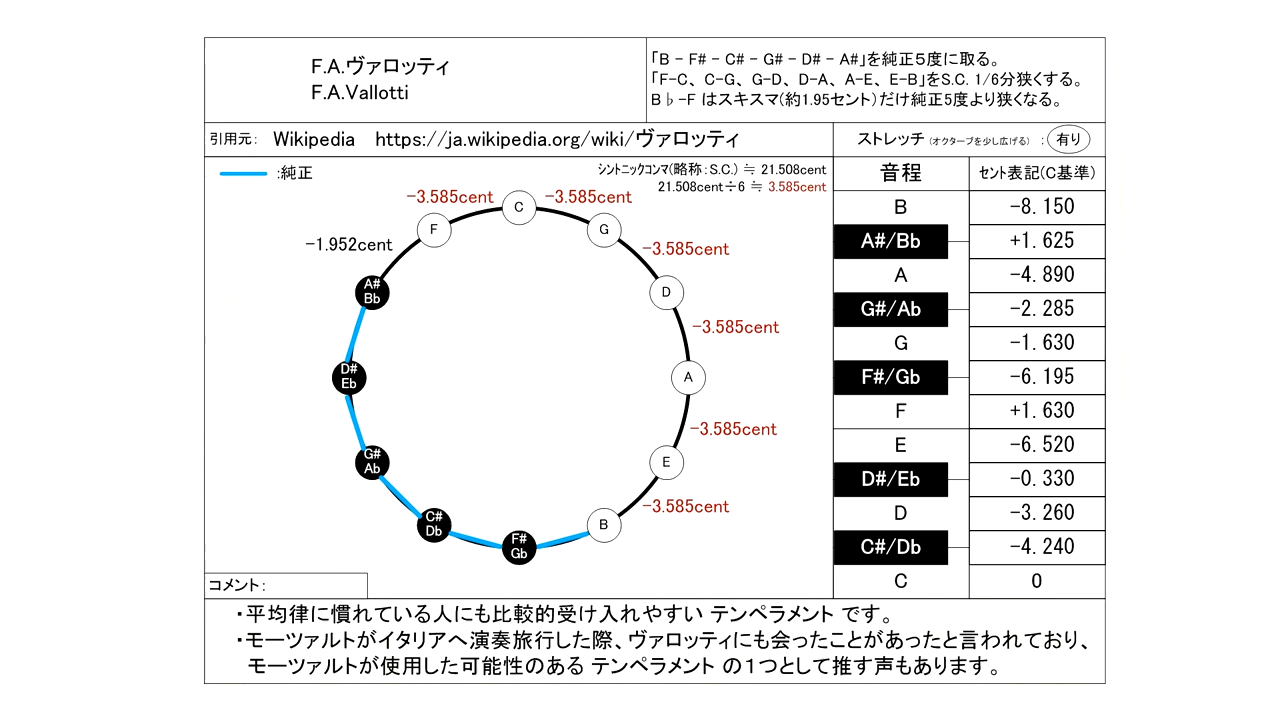 F.A.ヴァロッティ
F.A.Vallotti
「B − F# − C# − G# − D# − A#」を純正5度に取る。
「F-C、C-G、G-D、D-A、A-E、E-B」をS.C. 1/6分狭くする。
B♭-F はスキスマ(約1.95セント)だけ純正5度より狭くなる。
引用元: Wikipedia https://ja.wikipedia.org/wiki/ヴァロッティ
ストレッチ (オクターブを少し広げる) : 有り
:純正
シントニックコンマ(略称:S.C.) ≒ 21.508cent
21.508cent÷6 ≒ 3.585cent
-3.585cent
-3.585cent
C
F
G
-1.952cent
-3.585cent
A#
Bb
D
-3.585cent
D#
Eb
A
-3.585cent
G#
Ab
E
-3.585cent
C#
Db
B
F#
Gb
音程 セント表記(C基準)
B -8.150
A#/Bb +1.625
A -4.890
G#/Ab -2.285
G -1.630
F#/Gb -6.195
F +1.630
E -6.520
D#/Eb -0.330
D -3.260
C#/Db -4.240
C 0
コメント:
・平均律に慣れている人にも比較的受け入れやすい テンペラメント です。
・モーツァルトがイタリアへ演奏旅行した際、ヴァロッティにも会ったことがあったと言われており、
モーツァルトが使用した可能性のある テンペラメント の１つとして推す声もあります。